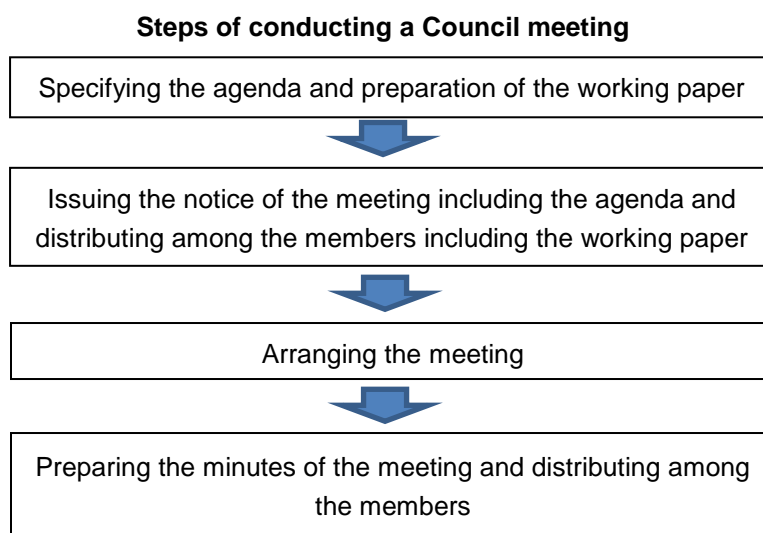 Steps of conducting a Council meeting
Specifying the agenda and preparation of the working paper
Issuing the notice of the meeting including the agenda and
distributing among the members including the working paper
Arranging the meeting
Preparing the minutes of the meeting and distributing among
the members